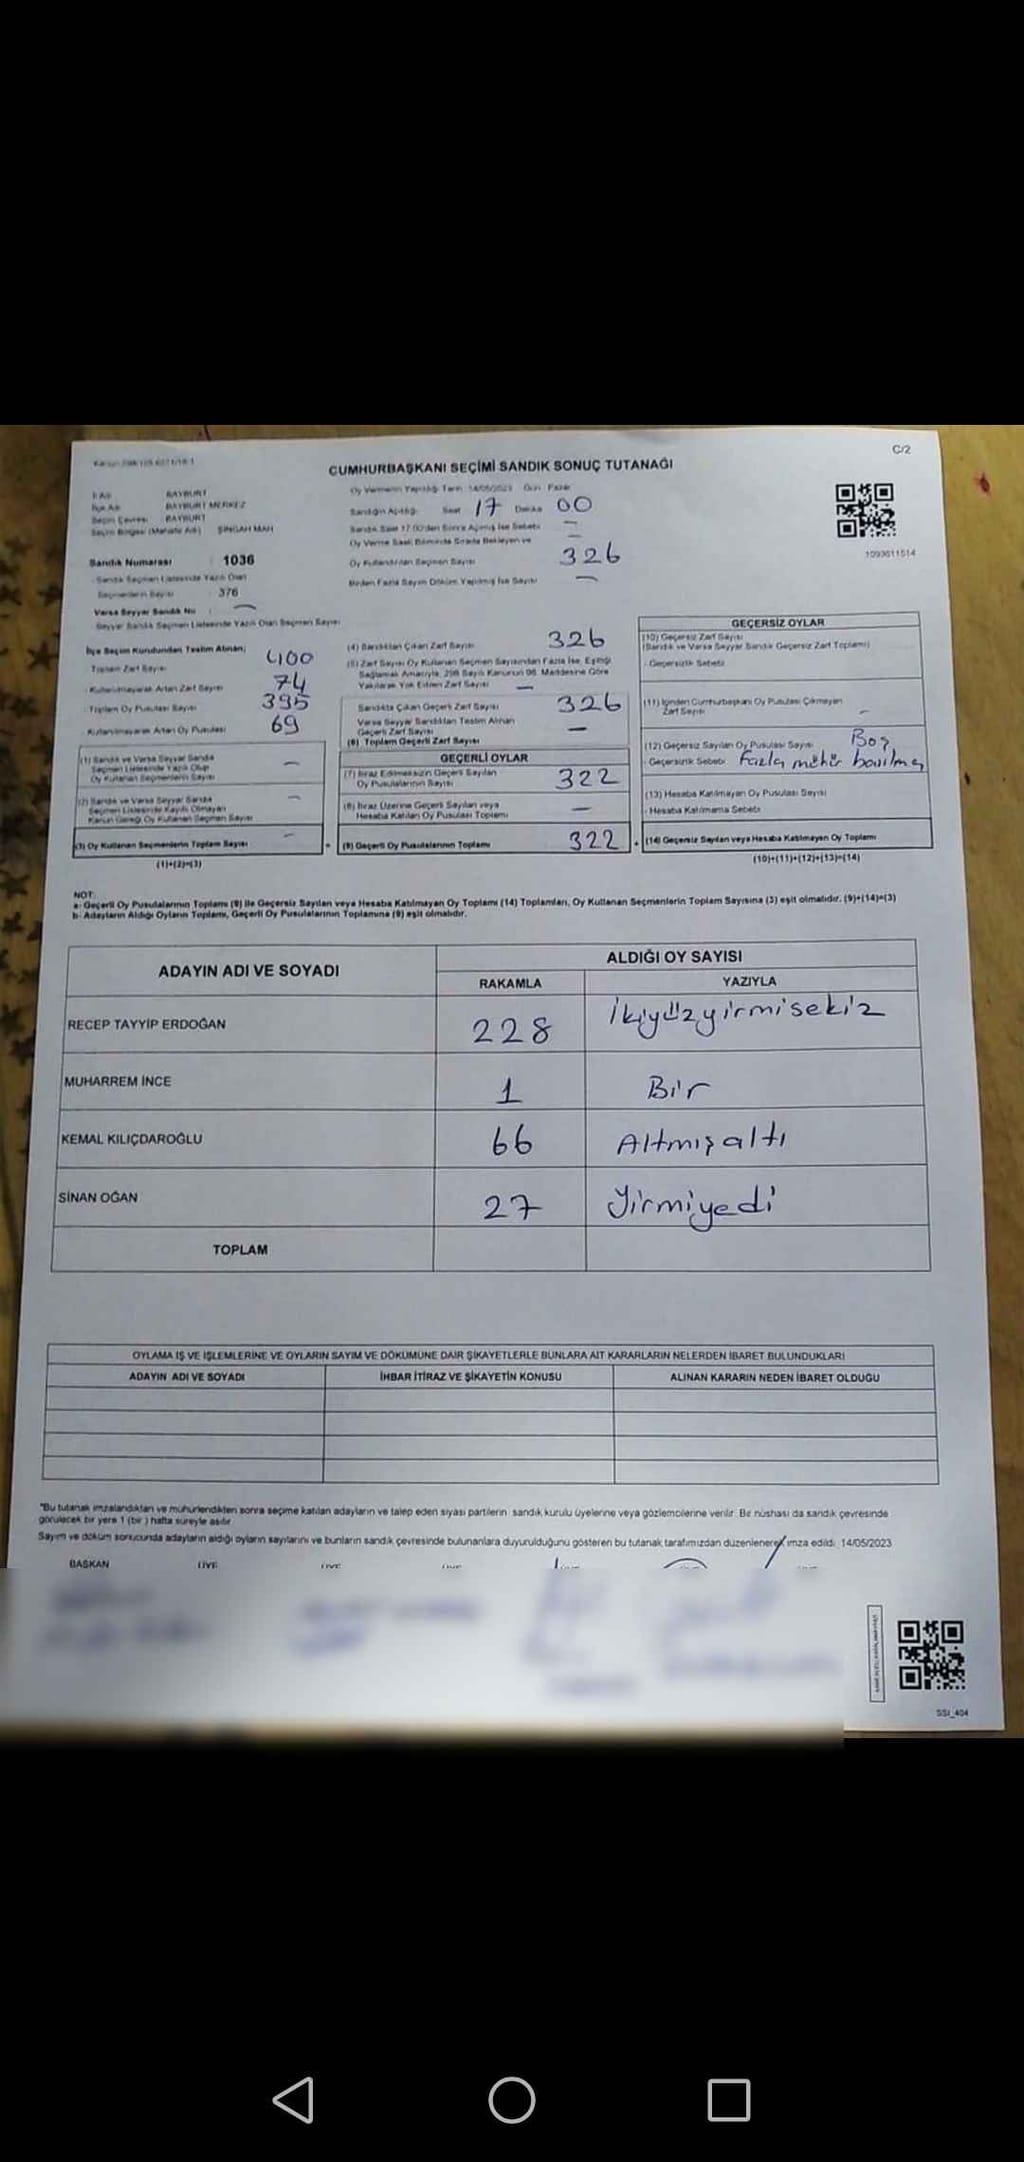 C/2
CUMHURBAŞKANI SEÇİMİ SANDIK SONUÇ TUTANAĞI
İl Adı : BAYBURT
İlçe Adı : BAYBURT MERKEZ
Seçim Çevresi : BAYBURT
Seçim Bölgesi (Mahalle Adı) : ŞİNGAH MAH
Sandık Numarası : 1036
Sandık Seçmen Listesinde Yazılı Olan
Seçmenlerin Sayısı : 376
Varsa Seyyar Sandık No : —
Seyyar Sandık Seçmen Listesinde Yazılı Olan Seçmen Sayısı
Oy Vermenin Yapıldığı Tarih 14/05/2023 Gün Pazar
Sandığın Açıldığı Saat 17 Dakika 00
Sandık Saat 17.00'den Sonra Açılmış İse Sebebi —
Oy Verme Saati Bitiminde Sırada Bekleyen ve —
Oy Kullandırılan Seçmen Sayısı 326
Birden Fazla Sayım Döküm Yapılmış İse Sayısı —
1093611514
İlçe Seçim Kurulundan Teslim Alınan;
Toplam Zarf Sayısı 400
Kullanılmayarak Artan Zarf Sayısı 74
Toplam Oy Pusulası Sayısı 395
Kullanılmayarak Artan Oy Pusulası 69
(1) Sandık ve Varsa Seyyar Sandık
Seçmen Listesinde Yazılı Olup
Oy Kullanan Seçmenlerin Sayısı —
(2) Sandık ve Varsa Seyyar Sandık
Seçmen Listesinde Kayıtlı Olmayan
Kanun Gereği Oy Kullanan Seçmen Sayısı —
(3) Oy Kullanan Seçmenlerin Toplam Sayısı —
(1)+(2)=(3)
(4) Sandıktan Çıkan Zarf Sayısı 326
(5) Zarf Sayısı Oy Kullanan Seçmen Sayısından Fazla İse, Eşitliği
Sağlamak Amacıyla, 298 Sayılı Kanunun 98. Maddesine Göre
Yakılarak Yok Edilen Zarf Sayısı —
Sandıkta Çıkan Geçerli Zarf Sayısı 326
Varsa Seyyar Sandıktan Teslim Alınan
Geçerli Zarf Sayısı —
(6) Toplam Geçerli Zarf Sayısı
GEÇERLİ OYLAR
(7) İtiraz Edilmeksizin Geçerli Sayılan
Oy Pusulalarının Sayısı 322
(8) İtiraz Üzerine Geçerli Sayılan veya
Hesaba Katılan Oy Pusulası Toplamı —
(9) Geçerli Oy Pusulalarının Toplamı 322
GEÇERSİZ OYLAR
(10) Geçersiz Zarf Sayısı
(Sandık ve Varsa Seyyar Sandık Geçersiz Zarf Toplamı)
- Geçersizlik Sebebi
(11) İçinden Cumhurbaşkanı Oy Pusulası Çıkmayan
Zarf Sayısı —
(12) Geçersiz Sayılan Oy Pusulası Sayısı Boş
- Geçersizlik Sebebi Fazla mühür basılmış
(13) Hesaba Katılmayan Oy Pusulası Sayısı
- Hesaba Katılmama Sebebi
(14) Geçersiz Sayılan veya Hesaba Katılmayan Oy Toplamı
(10)+(11)+(12)+(13)=(14)
NOT:
a- Geçerli Oy Pusulalarının Toplamı (9) ile Geçersiz Sayılan veya Hesaba Katılmayan Oy Toplamı (14) Toplamları, Oy Kullanan Seçmenlerin Toplam Sayısına (3) eşit olmalıdır. (9)+(14)=(3)
b- Adayların Aldığı Oyların Toplamı, Geçerli Oy Pusulalarının Toplamına (9) eşit olmalıdır.
ADAYIN ADI VE SOYADI
ALDIĞI OY SAYISI
RAKAMLA YAZIYLA
RECEP TAYYİP ERDOĞAN 228 İkiyüzyirmisekiz
MUHARREM İNCE 1 Bir
KEMAL KILIÇDAROĞLU 66 Altmışaltı
SİNAN OĞAN 27 Yirmiyedi
TOPLAM
OYLAMA İŞ VE İŞLEMLERİNE VE OYLARIN SAYIM VE DÖKÜMÜNE DAİR ŞİKAYETLERLE BUNLARA AİT KARARLARIN NELERDEN İBARET BULUNDUKLARI
ADAYIN ADI VE SOYADI İHBAR İTİRAZ VE ŞİKAYETİN KONUSU ALINAN KARARIN NEDEN İBARET OLDUĞU
"Bu tutanak imzalandıktan ve mühürlendikten sonra seçime katılan adayların ve talep eden siyasi partilerin sandık kurulu üyelerine veya gözlemcilerine verilir. Bir nüshası da sandık çevresinde
görülecek bir yere 1 (bir) hafta süreyle asılır.
Sayım ve döküm sonucunda adayların aldığı oyların sayılarını ve bunların sandık çevresinde bulunanlara duyurulduğunu gösteren bu tutanak tarafımızdan düzenlenerek imza edildi. 14/05/2023
BAŞKAN ÜYE ÜYE
SSI_404